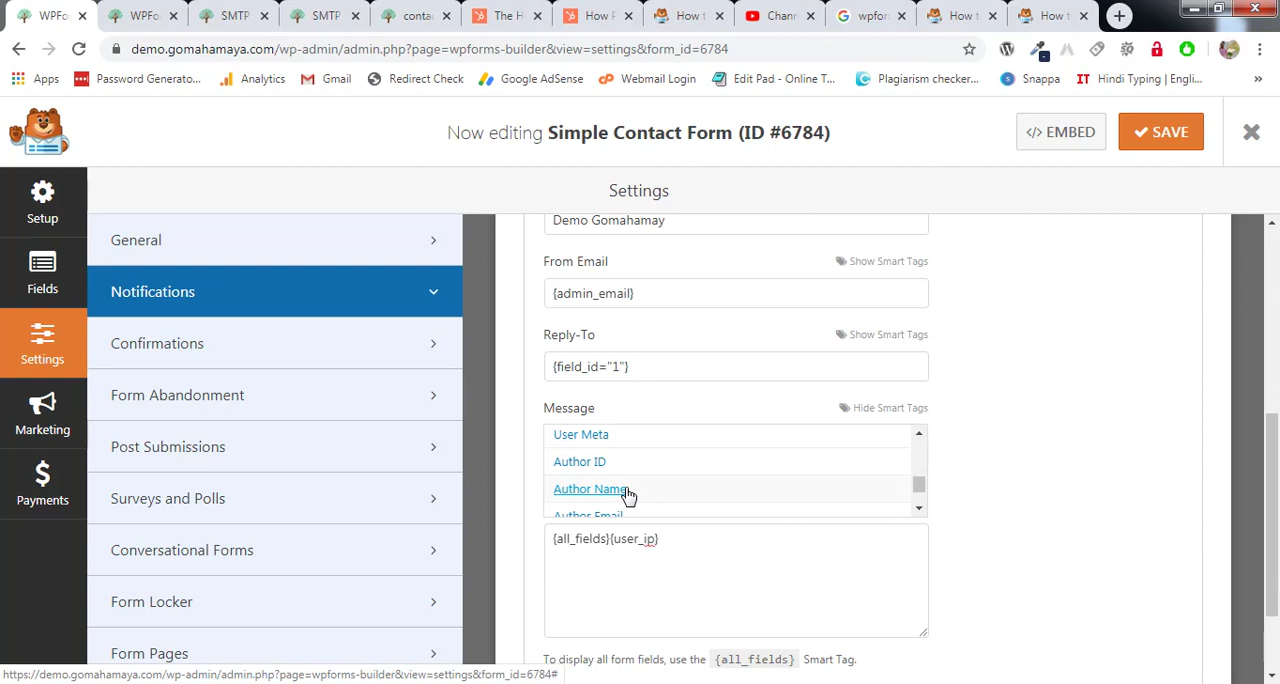 WPFo
WPFo
SMTP
SMTP
contac
The H
How P
How t
Chann
wpfor
How t
How t
demo.gomahamaya.com/wp-admin/admin.php?page=wpforms-builder&view=settings&form_id=6784
Apps
Password Generato...
Analytics
Gmail
Redirect Check
Google AdSense
Webmail Login
Edit Pad - Online T...
Plagiarism checker...
Snappa
IT Hindi Typing | Engl...
»
Now editing Simple Contact Form (ID #6784)
</> EMBED
SAVE
Settings
Setup
Fields
Settings
Marketing
Payments
General
Notifications
Confirmations
Form Abandonment
Post Submissions
Surveys and Polls
Conversational Forms
Form Locker
Form Pages
Demo Gomahamay
From Email
Show Smart Tags
{admin_email}
Reply-To
Show Smart Tags
{field_id="1"}
Message
Hide Smart Tags
User Meta
Author ID
Author Name
Author Email
{all_fields}{user_ip}
To display all form fields, use the {all_fields} Smart Tag.
https://demo.gomahamaya.com/wp-admin/admin.php?page=wpforms-builder&view=settings&form_id=6784#